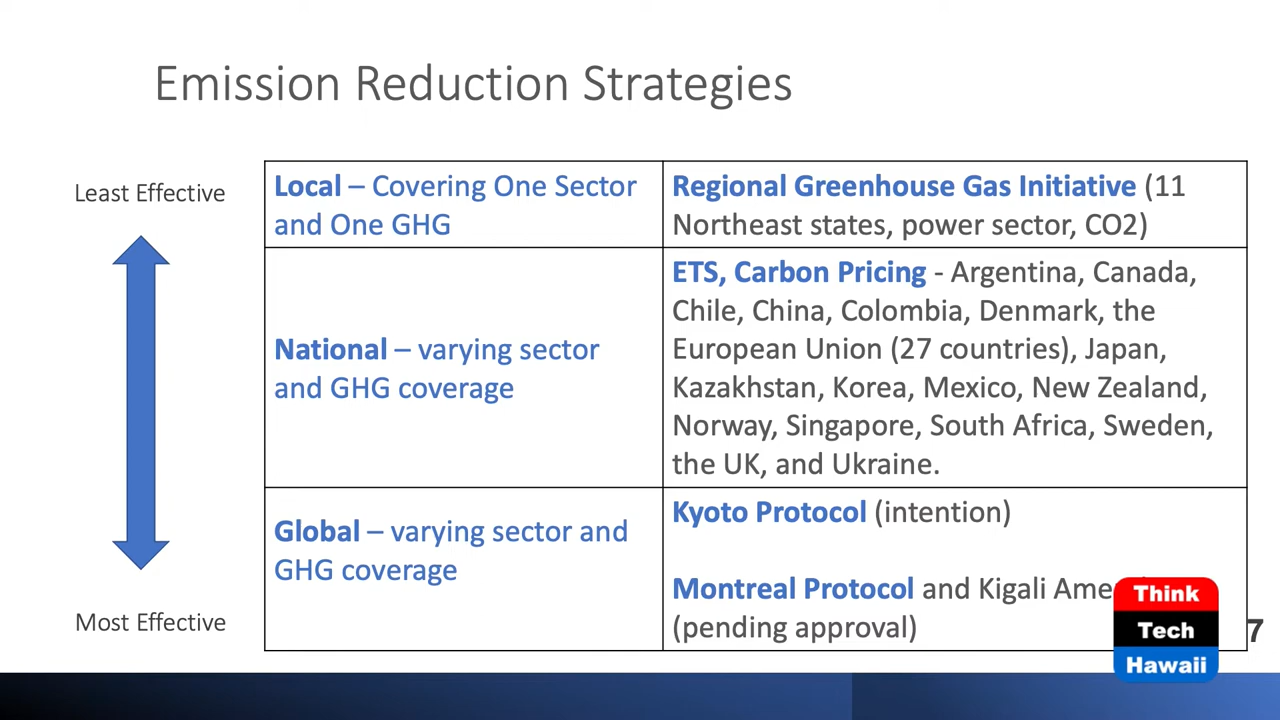 Emission Reduction Strategies
Least Effective
Local – Covering One Sector
and One GHG
Regional Greenhouse Gas Initiative (11
Northeast states, power sector, CO2)
National – varying sector
and GHG coverage
ETS, Carbon Pricing - Argentina, Canada,
Chile, China, Colombia, Denmark, the
European Union (27 countries), Japan,
Kazakhstan, Korea, Mexico, New Zealand,
Norway, Singapore, South Africa, Sweden,
the UK, and Ukraine.
Global – varying sector and
GHG coverage
Kyoto Protocol (intention)
Montreal Protocol and Kigali
(pending approval)
Most Effective
Think
Tech
Hawaii
7